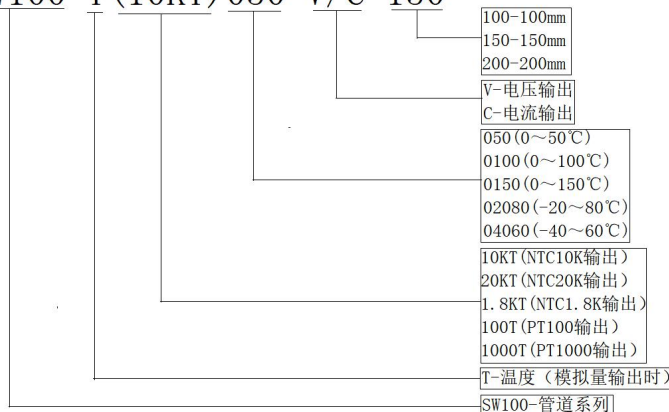 100-100mm
150-150mm
200-200mm
V-电压输出
C-电流输出
050(0～50℃)
0100(0～100℃)
0150(0～150℃)
02080(-20～80℃)
04060(-40～60℃)
10KT(NTC10K输出)
20KT(NTC20K输出)
1.8KT(NTC1.8K输出)
100T(PT100输出)
1000T(PT1000输出)
T-温度（模拟量输出时）
SW100-管道系列